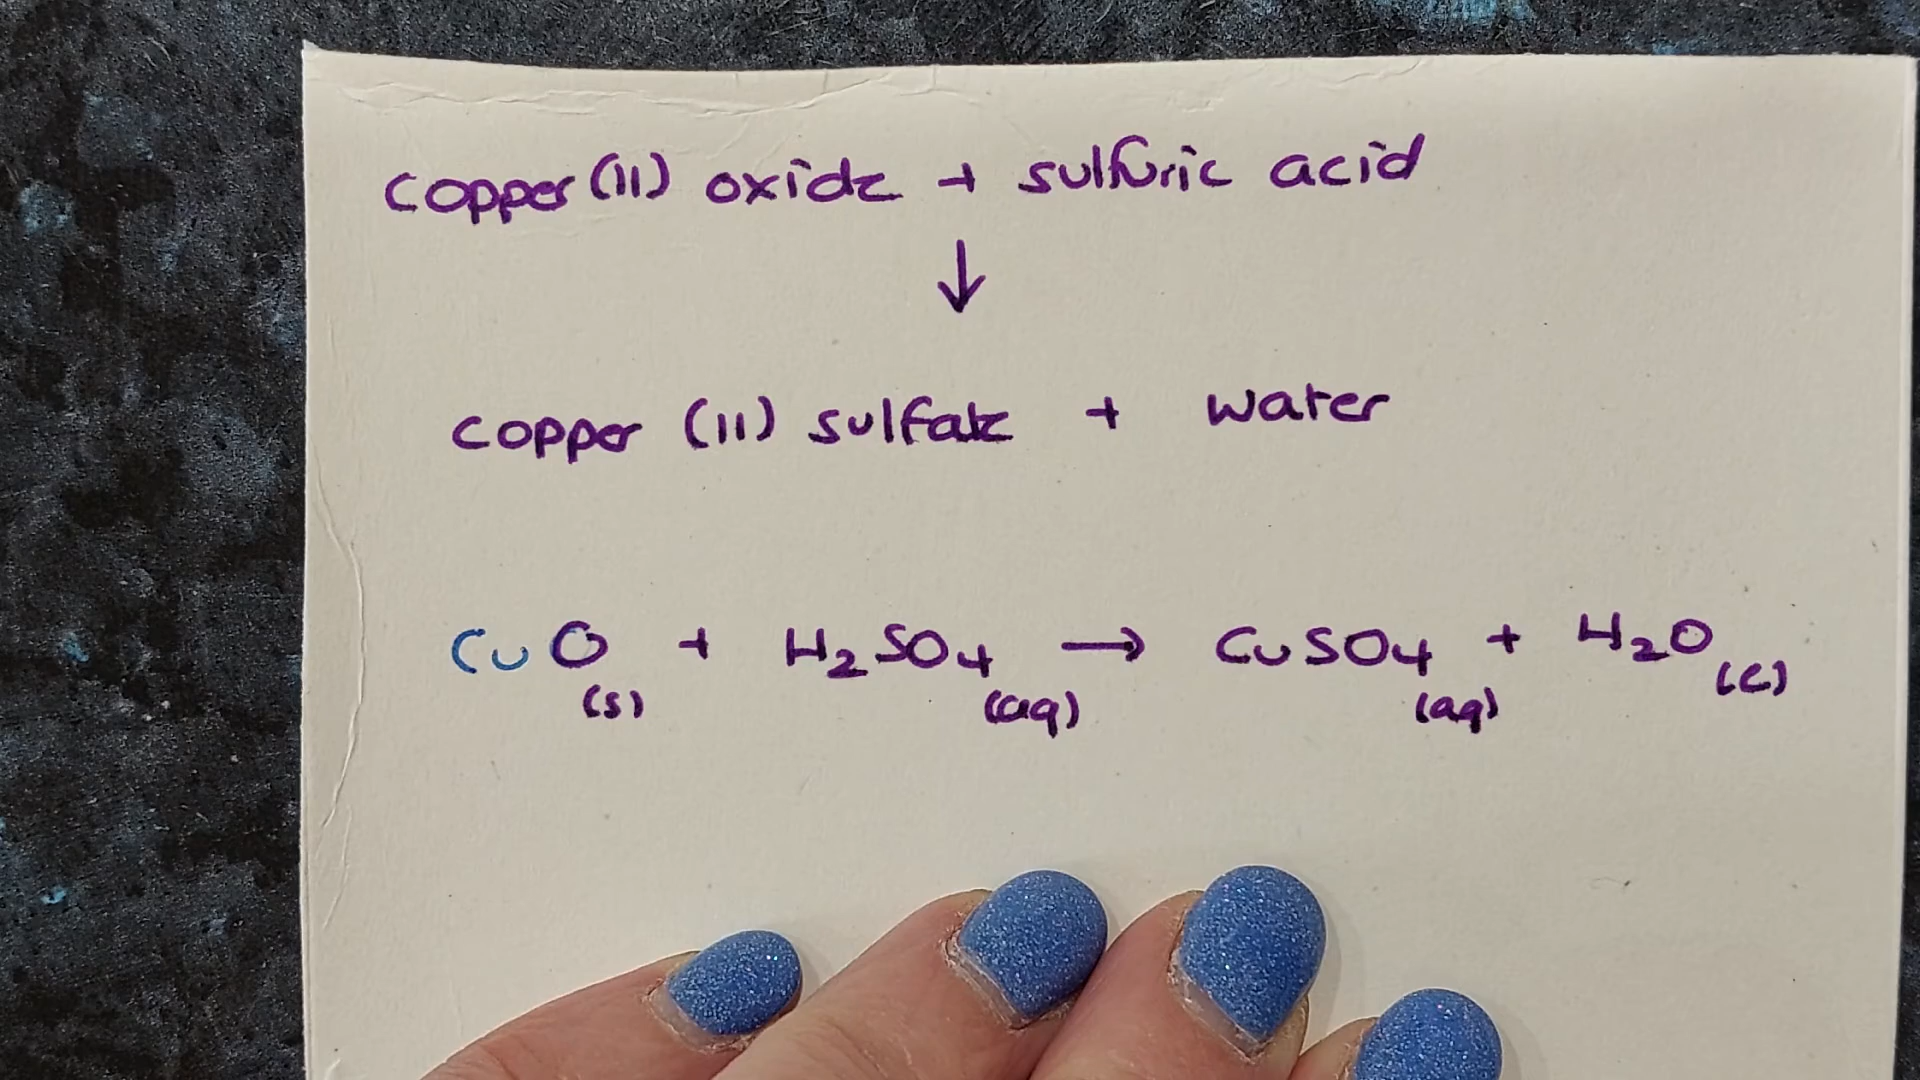 copper (II) oxide + sulfuric acid
↓
copper (II) sulfate + water
CuO(s) + H₂SO₄(aq) → CuSO₄(aq) + H₂O(l)